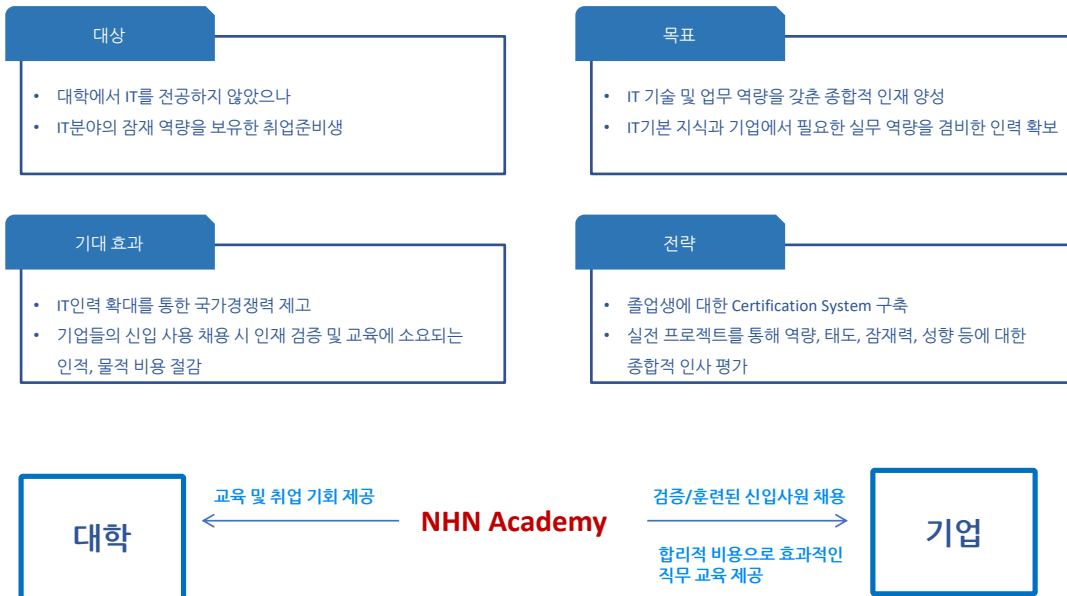 대상
• 대학에서 IT를 전공하지 않았으나
• IT분야의 잠재 역량을 보유한 취업준비생
목표
• IT 기술 및 업무 역량을 갖춘 종합적 인재 양성
• IT기본 지식과 기업에서 필요한 실무 역량을 겸비한 인력 확보
기대 효과
• IT인력 확대를 통한 국가경쟁력 제고
• 기업들의 신입 사용 채용 시 인재 검증 및 교육에 소요되는
인적, 물적 비용 절감
전략
• 졸업생에 대한 Certification System 구축
• 실전 프로젝트를 통해 역량, 태도, 잠재력, 성향 등에 대한
종합적 인사 평가
대학
교육 및 취업 기회 제공
NHN Academy
검증/훈련된 신입사원 채용
합리적 비용으로 효과적인
직무 교육 제공
기업